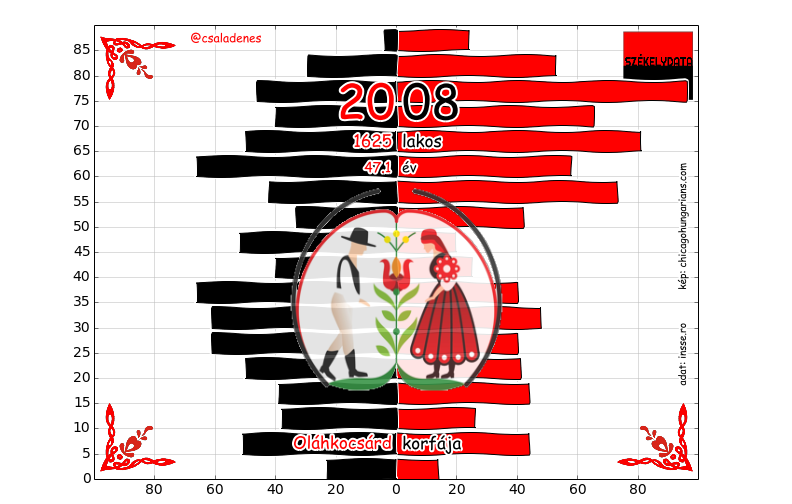 @csaladenes
SZÉKELYDATA
2008
1625 lakos
47.1 év
kép: chicagohungarians.com
adat: insse.ro
Oláhkocsárd korfája
85
80
75
70
65
60
55
50
45
40
35
30
25
20
15
10
5
0
80 60 40 20 0 20 40 60 80